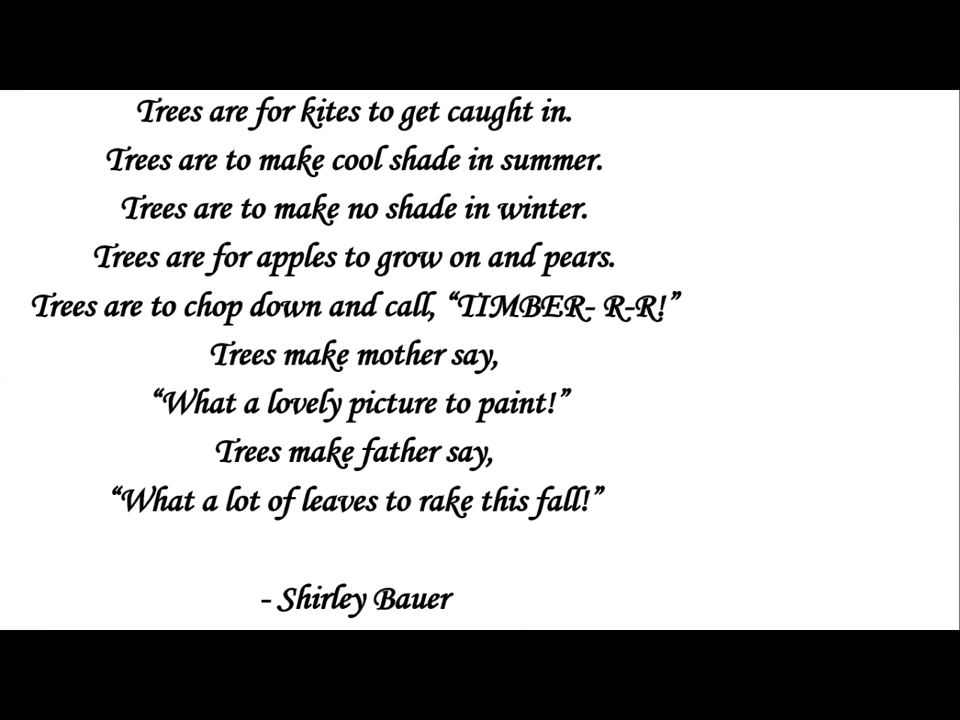 Trees are for kites to get caught in.
Trees are to make cool shade in summer.
Trees are to make no shade in winter.
Trees are for apples to grow on and pears.
Trees are to chop down and call, “TIMBER- R-R!”
Trees make mother say,
“What a lovely picture to paint!”
Trees make father say,
“What a lot of leaves to rake this fall!”
- Shirley Bauer